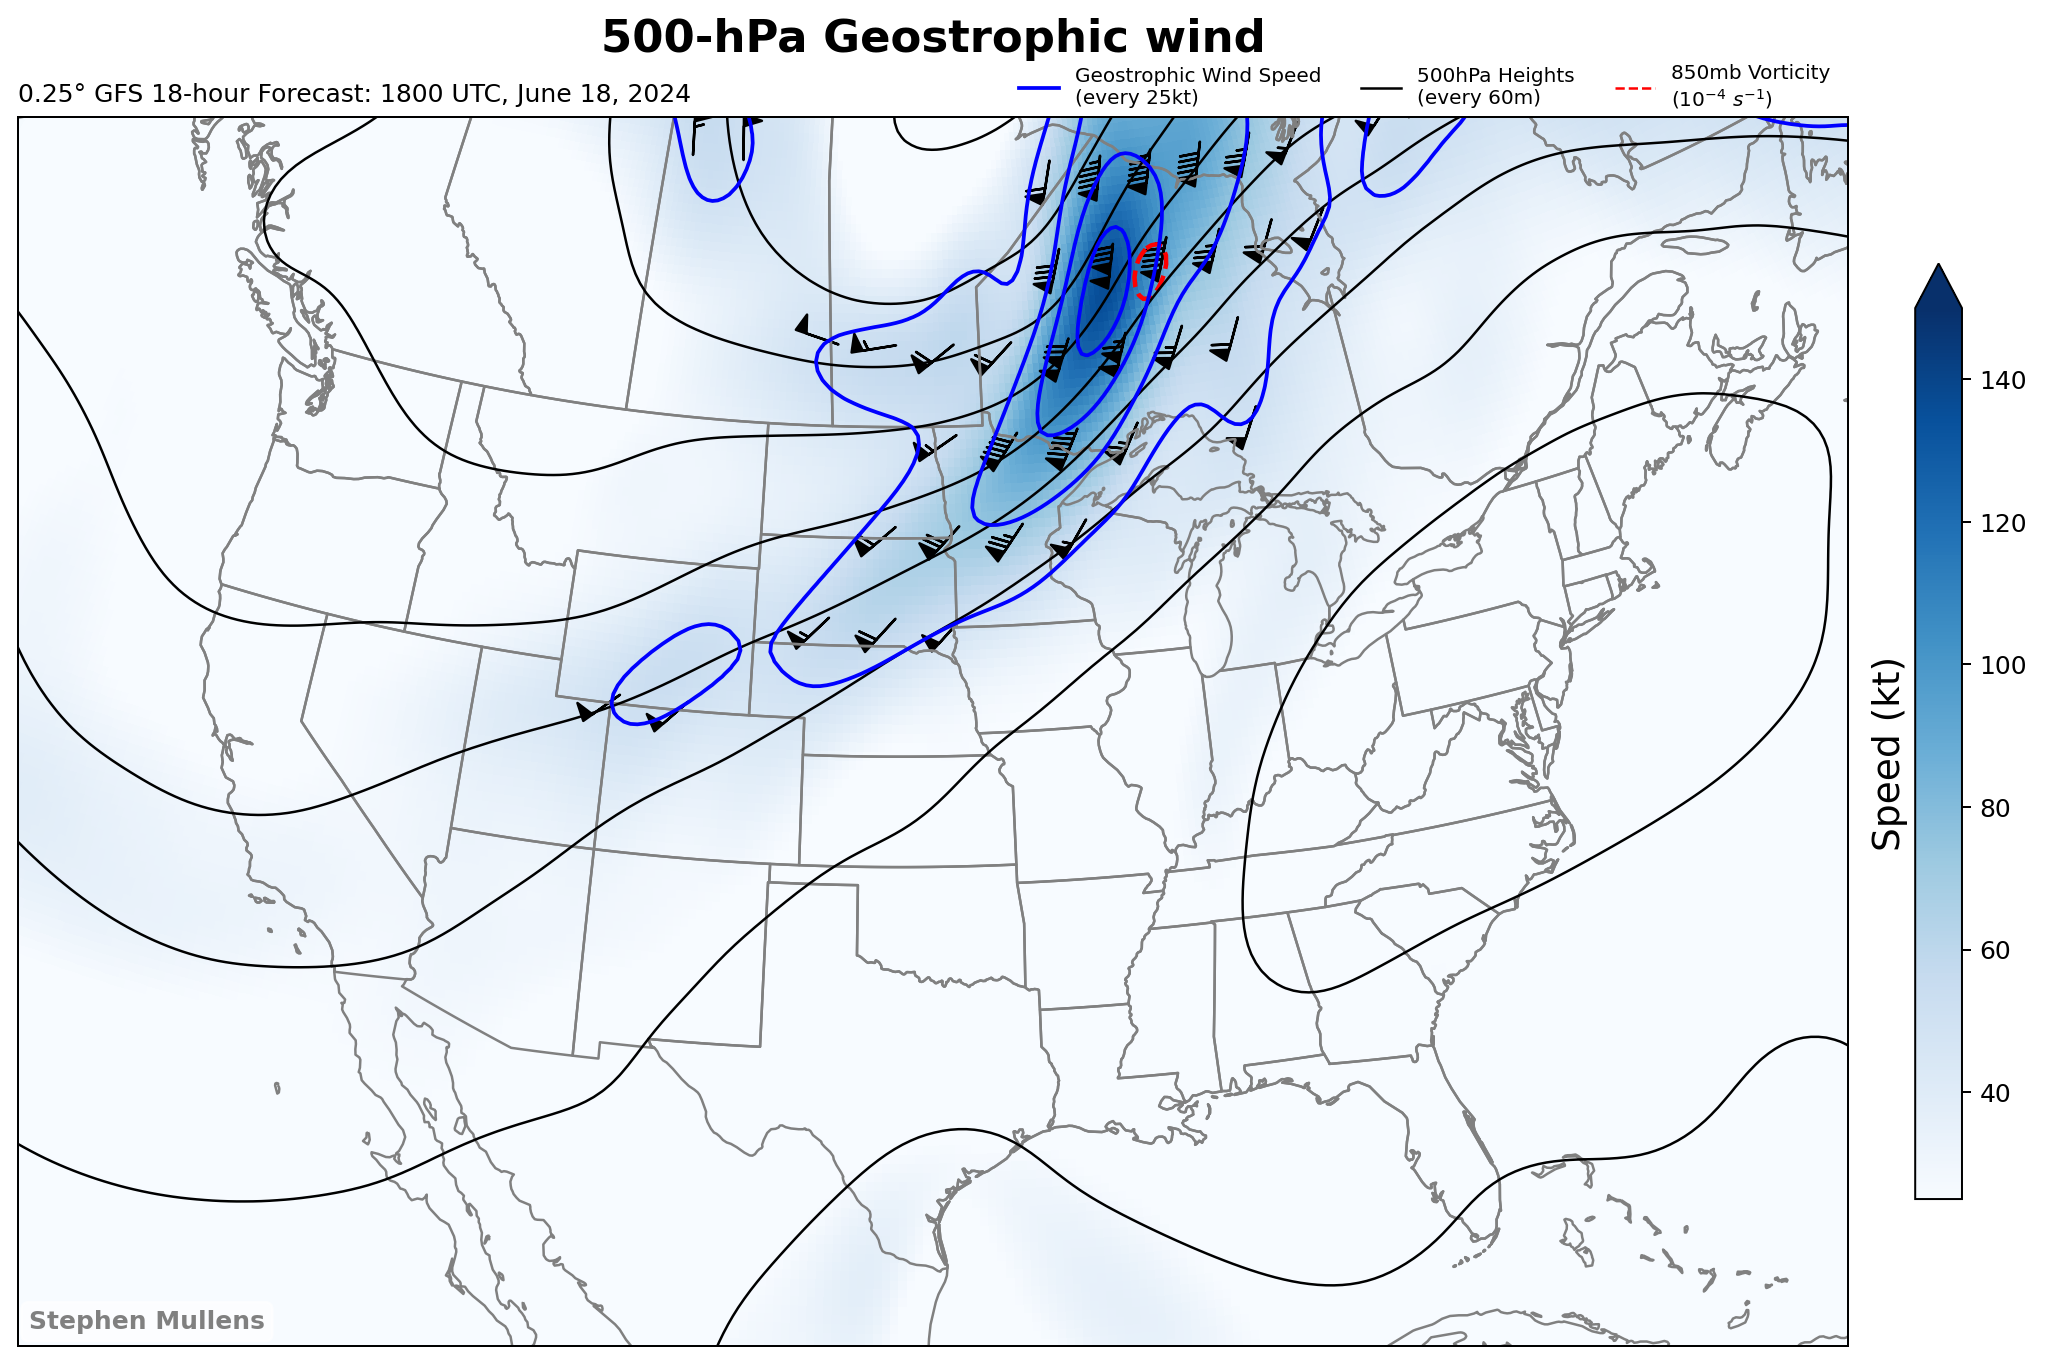 500-hPa Geostrophic wind
0.25° GFS 18-hour Forecast: 1800 UTC, June 18, 2024
Geostrophic Wind Speed
(every 25kt)
500hPa Heights
(every 60m)
850mb Vorticity
(10⁻⁴ s⁻¹)
140
120
100
80
60
40
Speed (kt)
Stephen Mullens